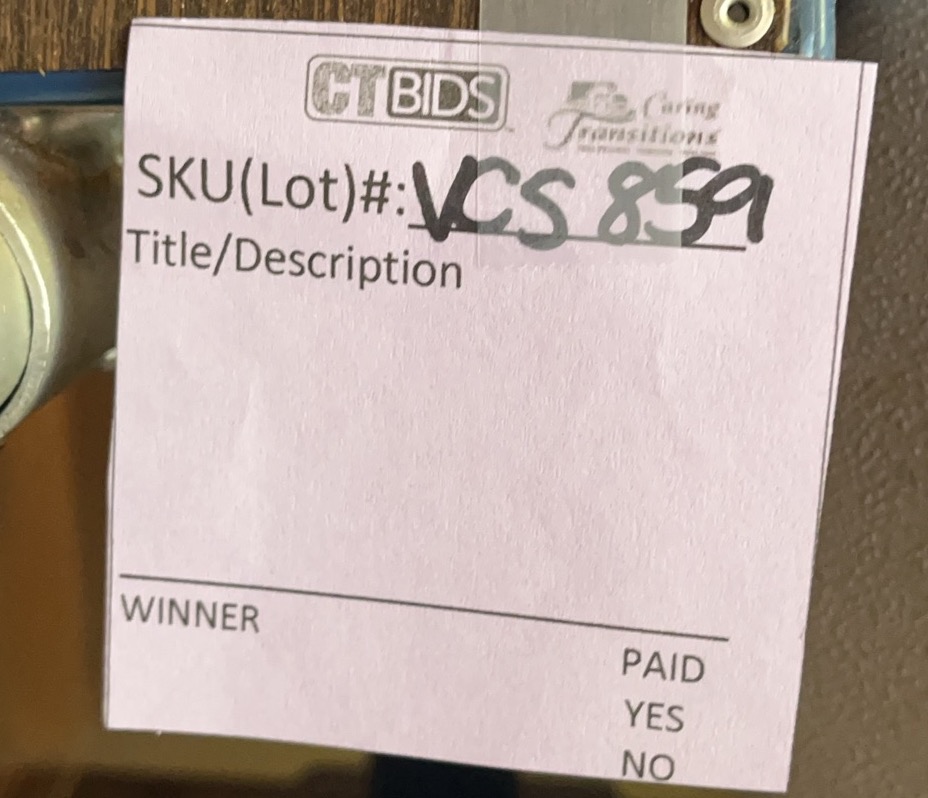 CTBIDS
Caring
Transitions
SKU(Lot)#: VCS 859
Title/Description
WINNER
PAID
YES
NO